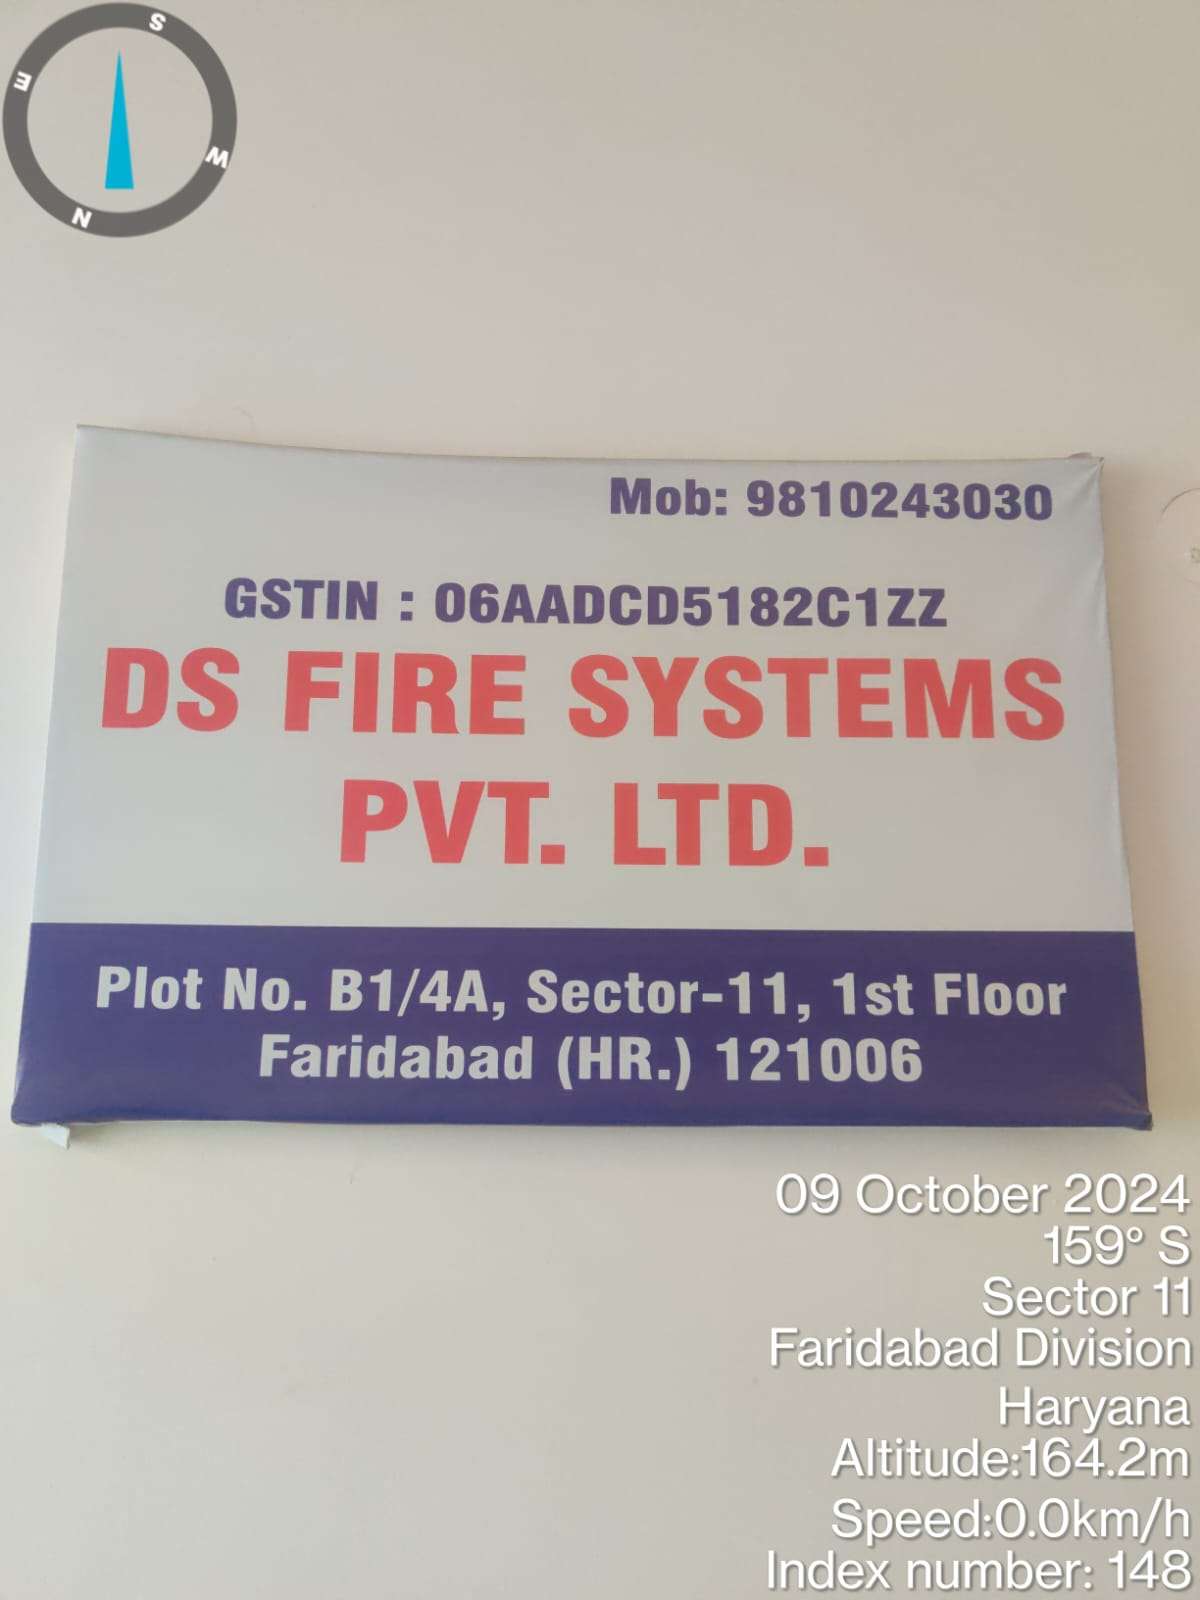 S
E
W
N
Mob: 9810243030
GSTIN : 06AADCD5182C1ZZ
DS FIRE SYSTEMS
PVT. LTD.
Plot No. B1/4A, Sector-11, 1st Floor
Faridabad (HR.) 121006
09 October 2024
159° S
Sector 11
Faridabad Division
Haryana
Altitude:164.2m
Speed:0.0km/h
Index number: 148